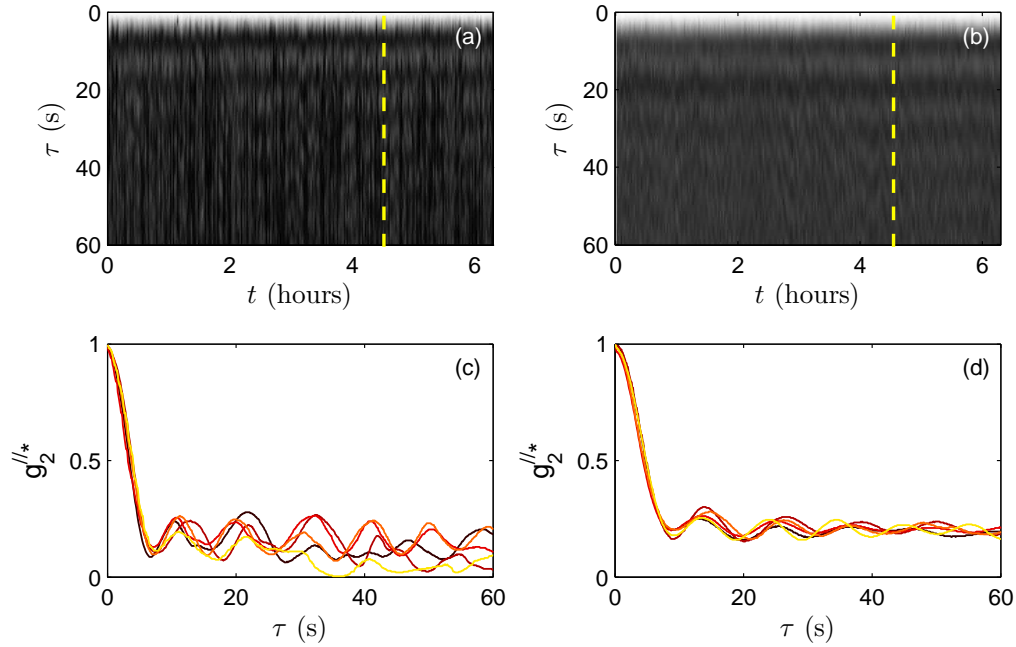 0 (a) 0 (b)
τ (s) 20 τ (s) 20
40 40
60 60
0 2 4 6 0 2 4 6
t (hours) t (hours)
1 (c) 1 (d)
g₂^//* 0.5 g₂^//* 0.5
0 0
0 20 40 60 0 20 40 60
τ (s) τ (s)